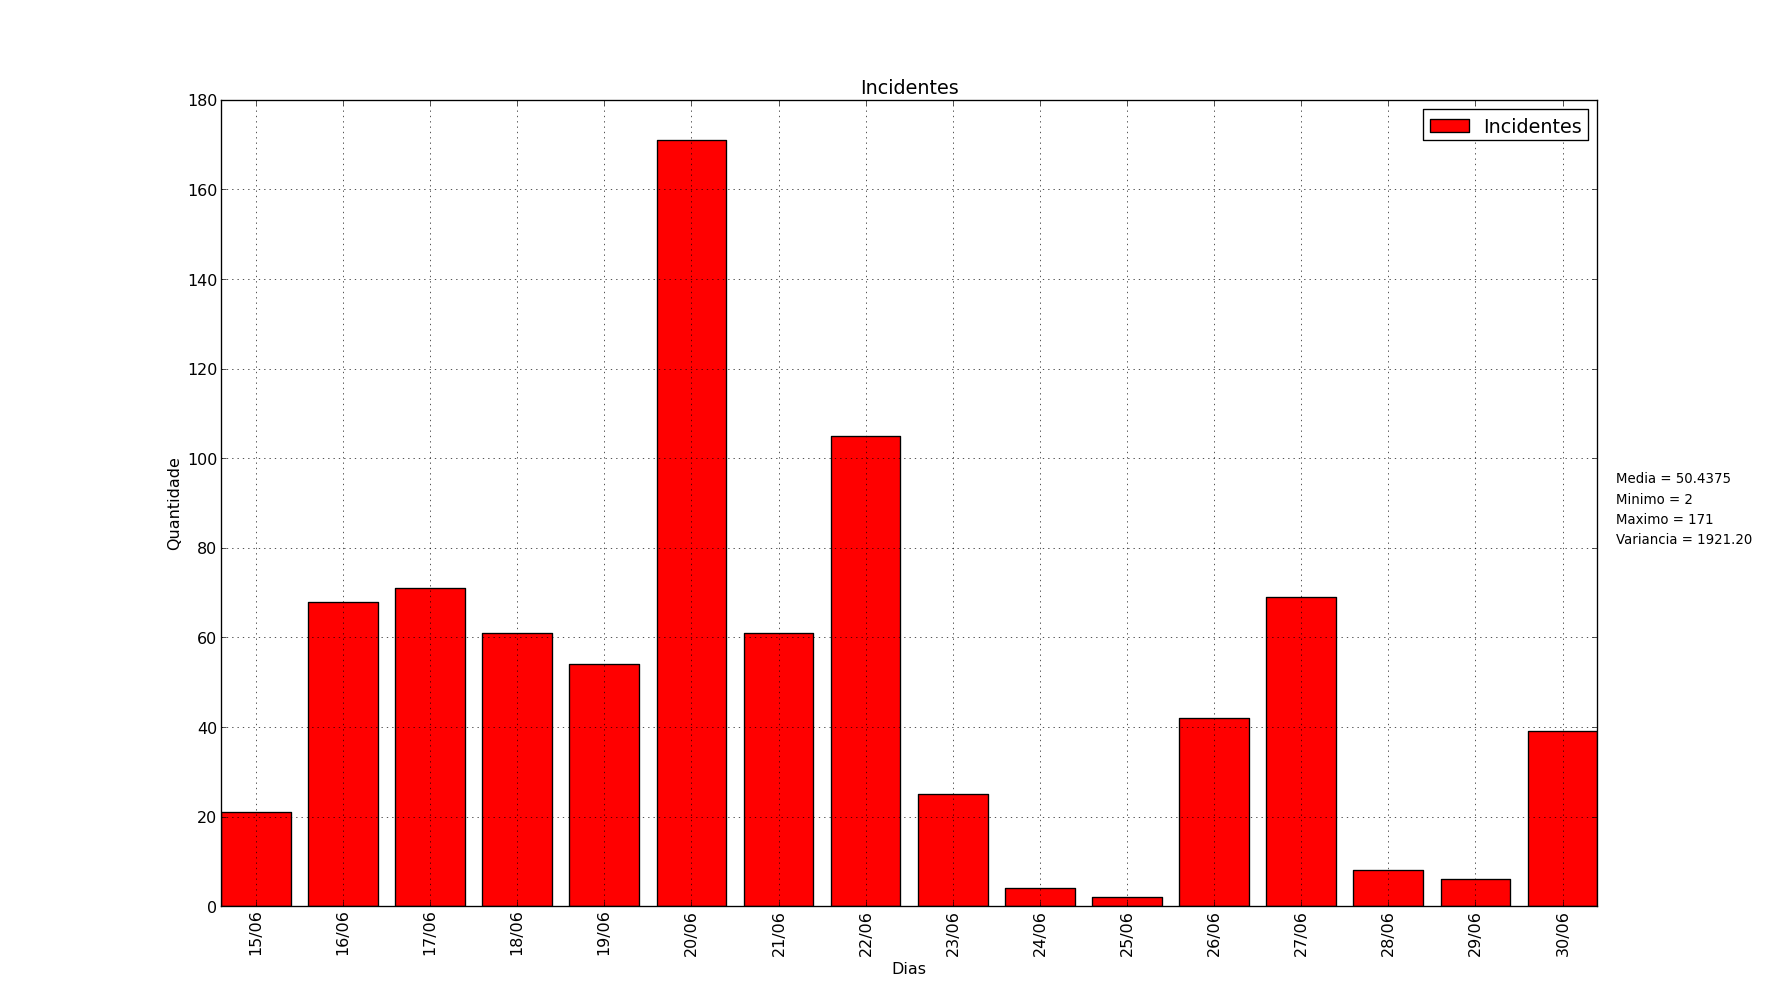 Incidentes
Incidentes
180
160
140
120
100
80
60
40
20
0
Quantidade
Media = 50.4375
Minimo = 2
Maximo = 171
Variancia = 1921.20
15/06 16/06 17/06 18/06 19/06 20/06 21/06 22/06 23/06 24/06 25/06 26/06 27/06 28/06 29/06 30/06
Dias